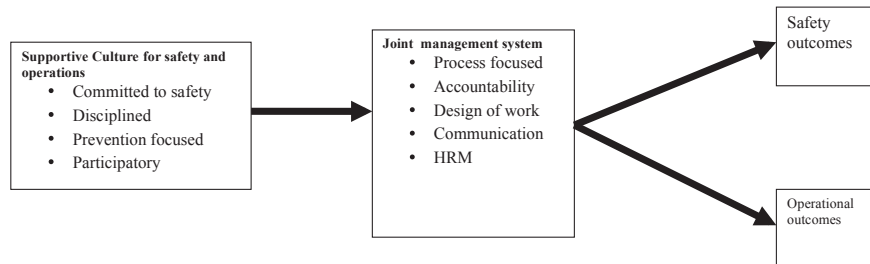 Supportive Culture for safety and
operations
• Committed to safety
• Disciplined
• Prevention focused
• Participatory
Joint management system
• Process focused
• Accountability
• Design of work
• Communication
• HRM
Safety
outcomes
Operational
outcomes